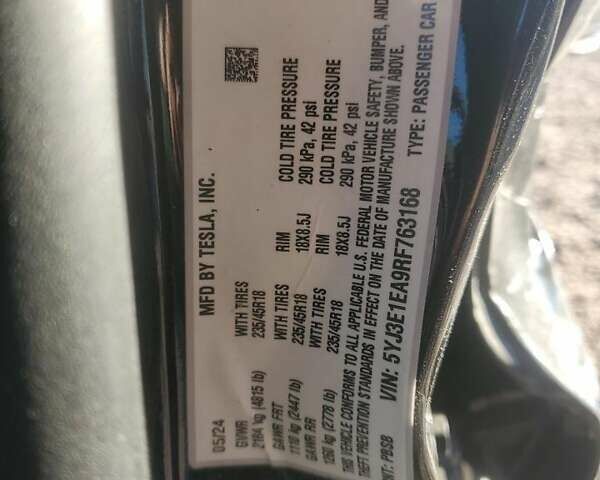 MFD BY TESLA, INC.
05/24
GVWR
2184 kg (4815 lb)
WITH TIRES
235/45R18
RIM
18X8.5J
COLD TIRE PRESSURE
290 kPa, 42 psi
GAWR FRT
1110 kg (2447 lb)
WITH TIRES
235/45R18
RIM
18X8.5J
COLD TIRE PRESSURE
290 kPa, 42 psi
GAWR RR
1260 kg (2778 lb)
THIS VEHICLE CONFORMS TO ALL APPLICABLE U.S. FEDERAL MOTOR VEHICLE SAFETY, BUMPER, AND
THEFT PREVENTION STANDARDS IN EFFECT ON THE DATE OF MANUFACTURE SHOWN ABOVE.
VIN: 5YJ3E1EA9RF763168
TYPE: PASSENGER CAR
PBSB